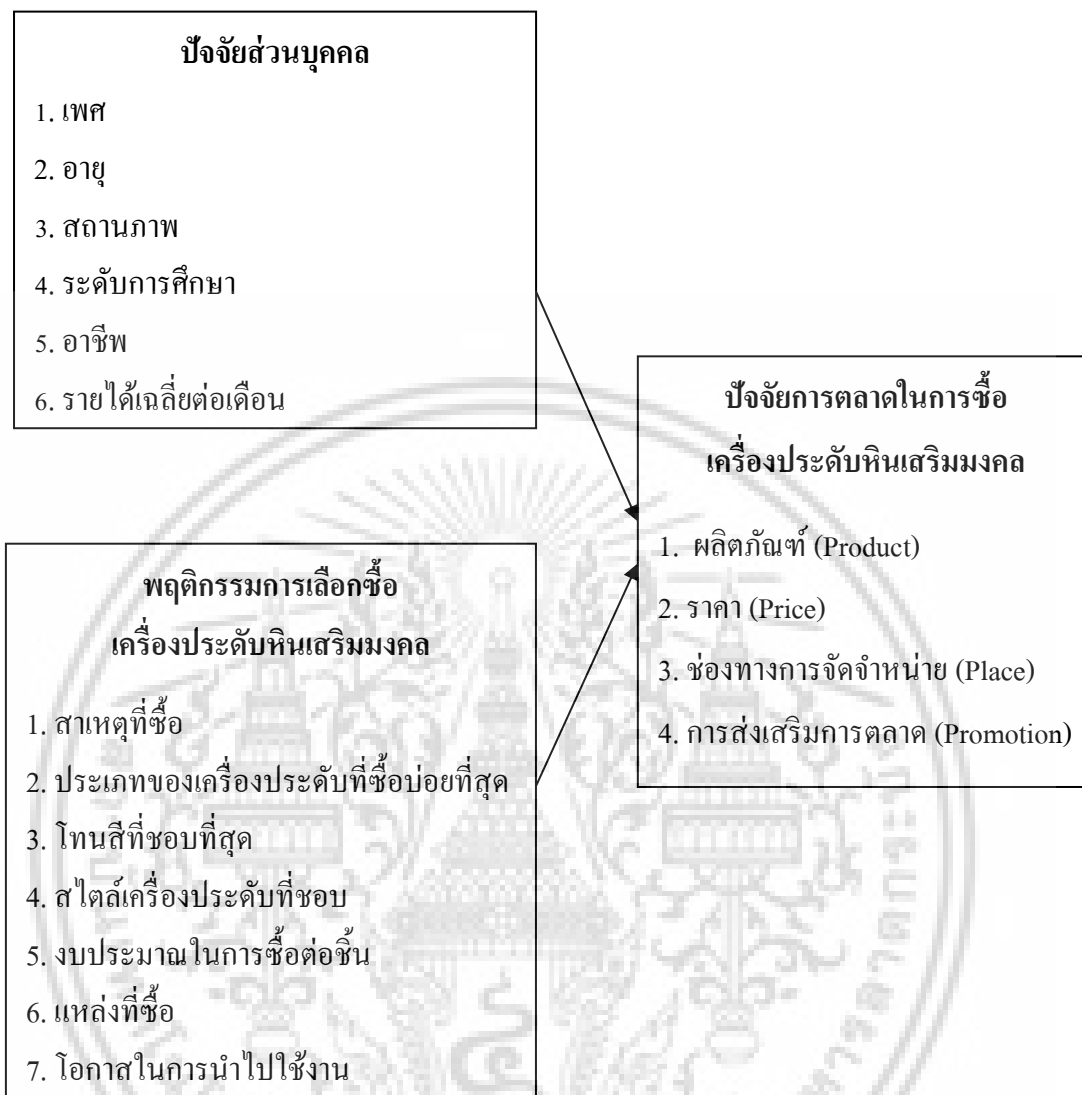 ปัจจัยส่วนบุคคล
1. เพศ
2. อายุ
3. สถานภาพ
4. ระดับการศึกษา
5. อาชีพ
6. รายได้เฉลี่ยต่อเดือน
พฤติกรรมการเลือกซื้อ
เครื่องประดับหินเสริมมงคล
1. สาเหตุที่ซื้อ
2. ประเภทของเครื่องประดับที่ซื้อบ่อยที่สุด
3. โทนสีที่ชอบที่สุด
4. สไตล์เครื่องประดับที่ชอบ
5. งบประมาณในการซื้อต่อชิ้น
6. แหล่งที่ซื้อ
7. โอกาสในการนำไปใช้งาน
ปัจจัยการตลาดในการซื้อ
เครื่องประดับหินเสริมมงคล
1. ผลิตภัณฑ์ (Product)
2. ราคา (Price)
3. ช่องทางการจัดจำหน่าย (Place)
4. การส่งเสริมการตลาด (Promotion)